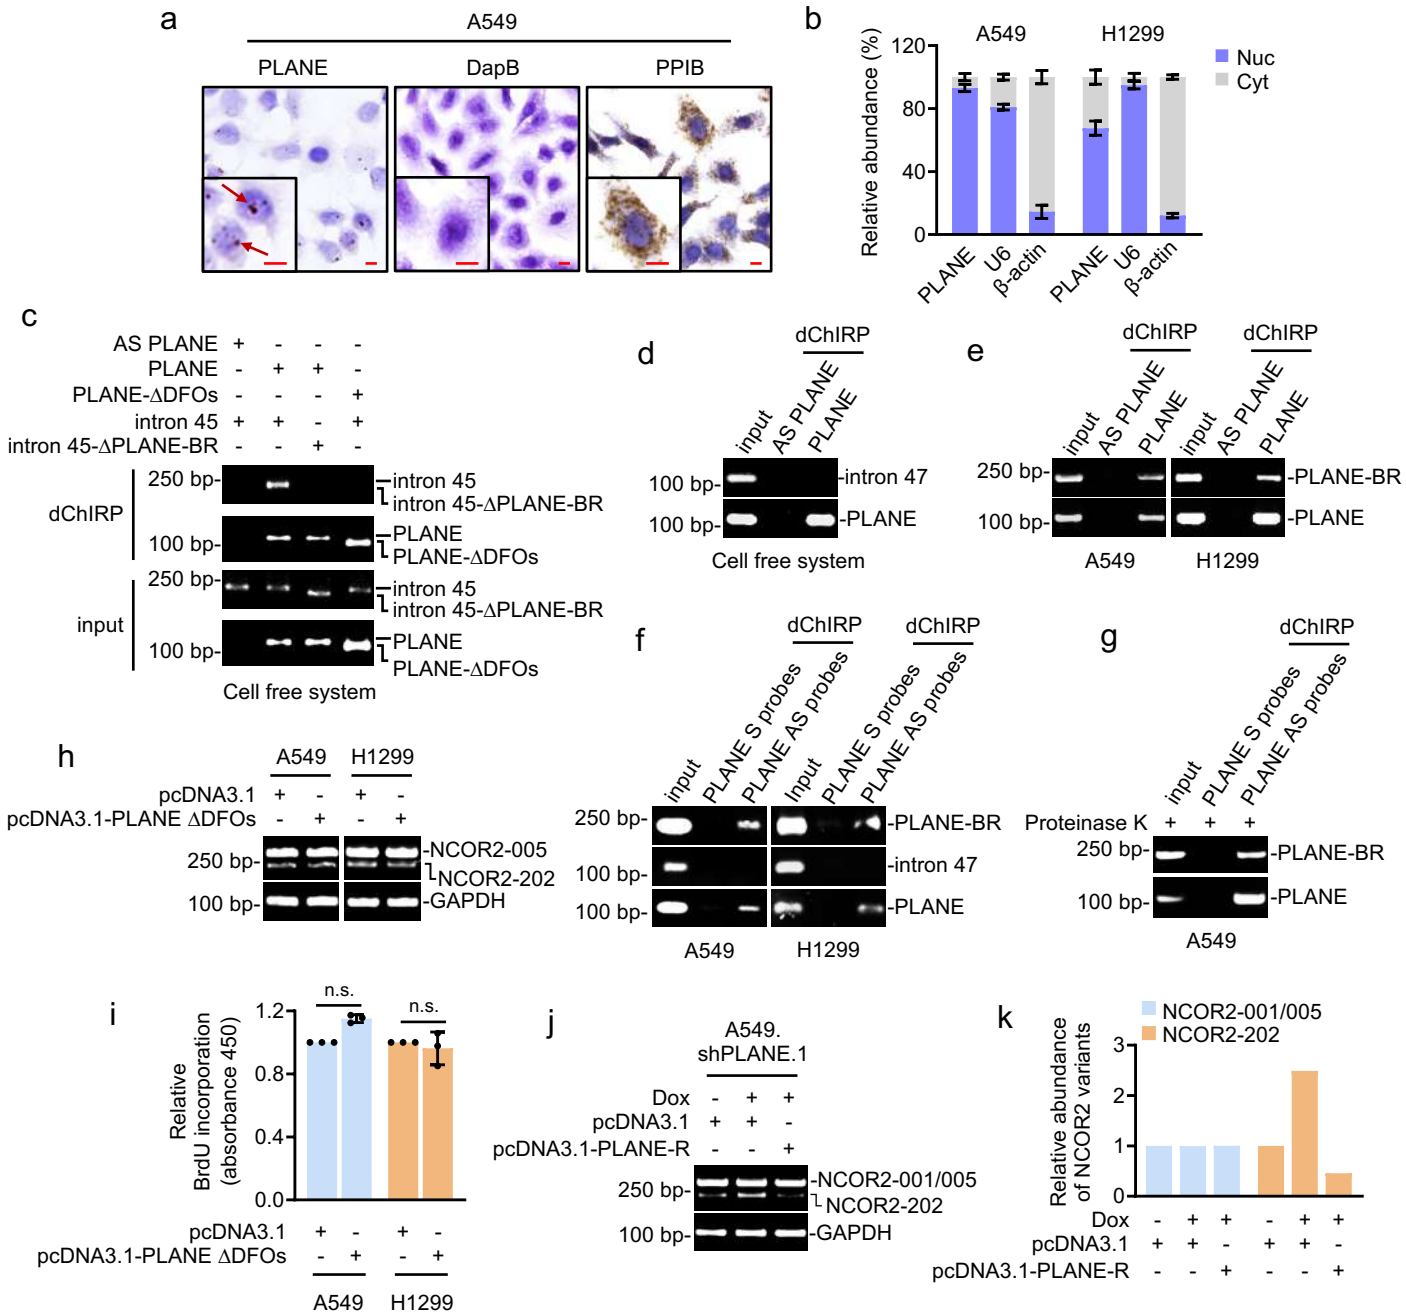 a
A549
PLANE DapB PPIB
b
A549 H1299
Nuc
Cyt
Relative abundance (%)
120
80
40
0
PLANE U6 β-actin PLANE U6 β-actin
c
AS PLANE + - - -
PLANE - + + -
PLANE-ΔDFOs - - - +
intron 45 + + - +
intron 45-ΔPLANE-BR - - + -
dChIRP
250 bp-
intron 45
intron 45-ΔPLANE-BR
100 bp-
PLANE
PLANE-ΔDFOs
input
250 bp-
intron 45
intron 45-ΔPLANE-BR
100 bp-
PLANE
PLANE-ΔDFOs
Cell free system
d
dChIRP
input AS PLANE PLANE
100 bp- -intron 47
100 bp- -PLANE
Cell free system
e
dChIRP dChIRP
input AS PLANE PLANE input AS PLANE PLANE
250 bp- -PLANE-BR
100 bp- -PLANE
A549 H1299
f
dChIRP dChIRP
input PLANE S probes PLANE AS probes Input PLANE S probes PLANE AS probes
250 bp- -PLANE-BR
100 bp- -intron 47
100 bp- -PLANE
A549 H1299
g
dChIRP
input PLANE S probes PLANE AS probes
Proteinase K + + +
250 bp- -PLANE-BR
100 bp- -PLANE
A549
h
A549 H1299
pcDNA3.1 + - + -
pcDNA3.1-PLANE ΔDFOs - + - +
250 bp- -NCOR2-005
NCOR2-202
100 bp- -GAPDH
i
Relative
BrdU incorporation
(absorbance 450)
1.2
0.8
0.4
0.0
n.s. n.s.
pcDNA3.1 + - + -
pcDNA3.1-PLANE ΔDFOs - + - +
A549 H1299
j
A549.
shPLANE.1
Dox - + +
pcDNA3.1 + + -
pcDNA3.1-PLANE-R - - +
250 bp- -NCOR2-001/005
NCOR2-202
100 bp- -GAPDH
k
NCOR2-001/005
NCOR2-202
Relative abundance
of NCOR2 variants
3
2
1
0
Dox - + + - + +
pcDNA3.1 + + - + + -
pcDNA3.1-PLANE-R - - + - - +